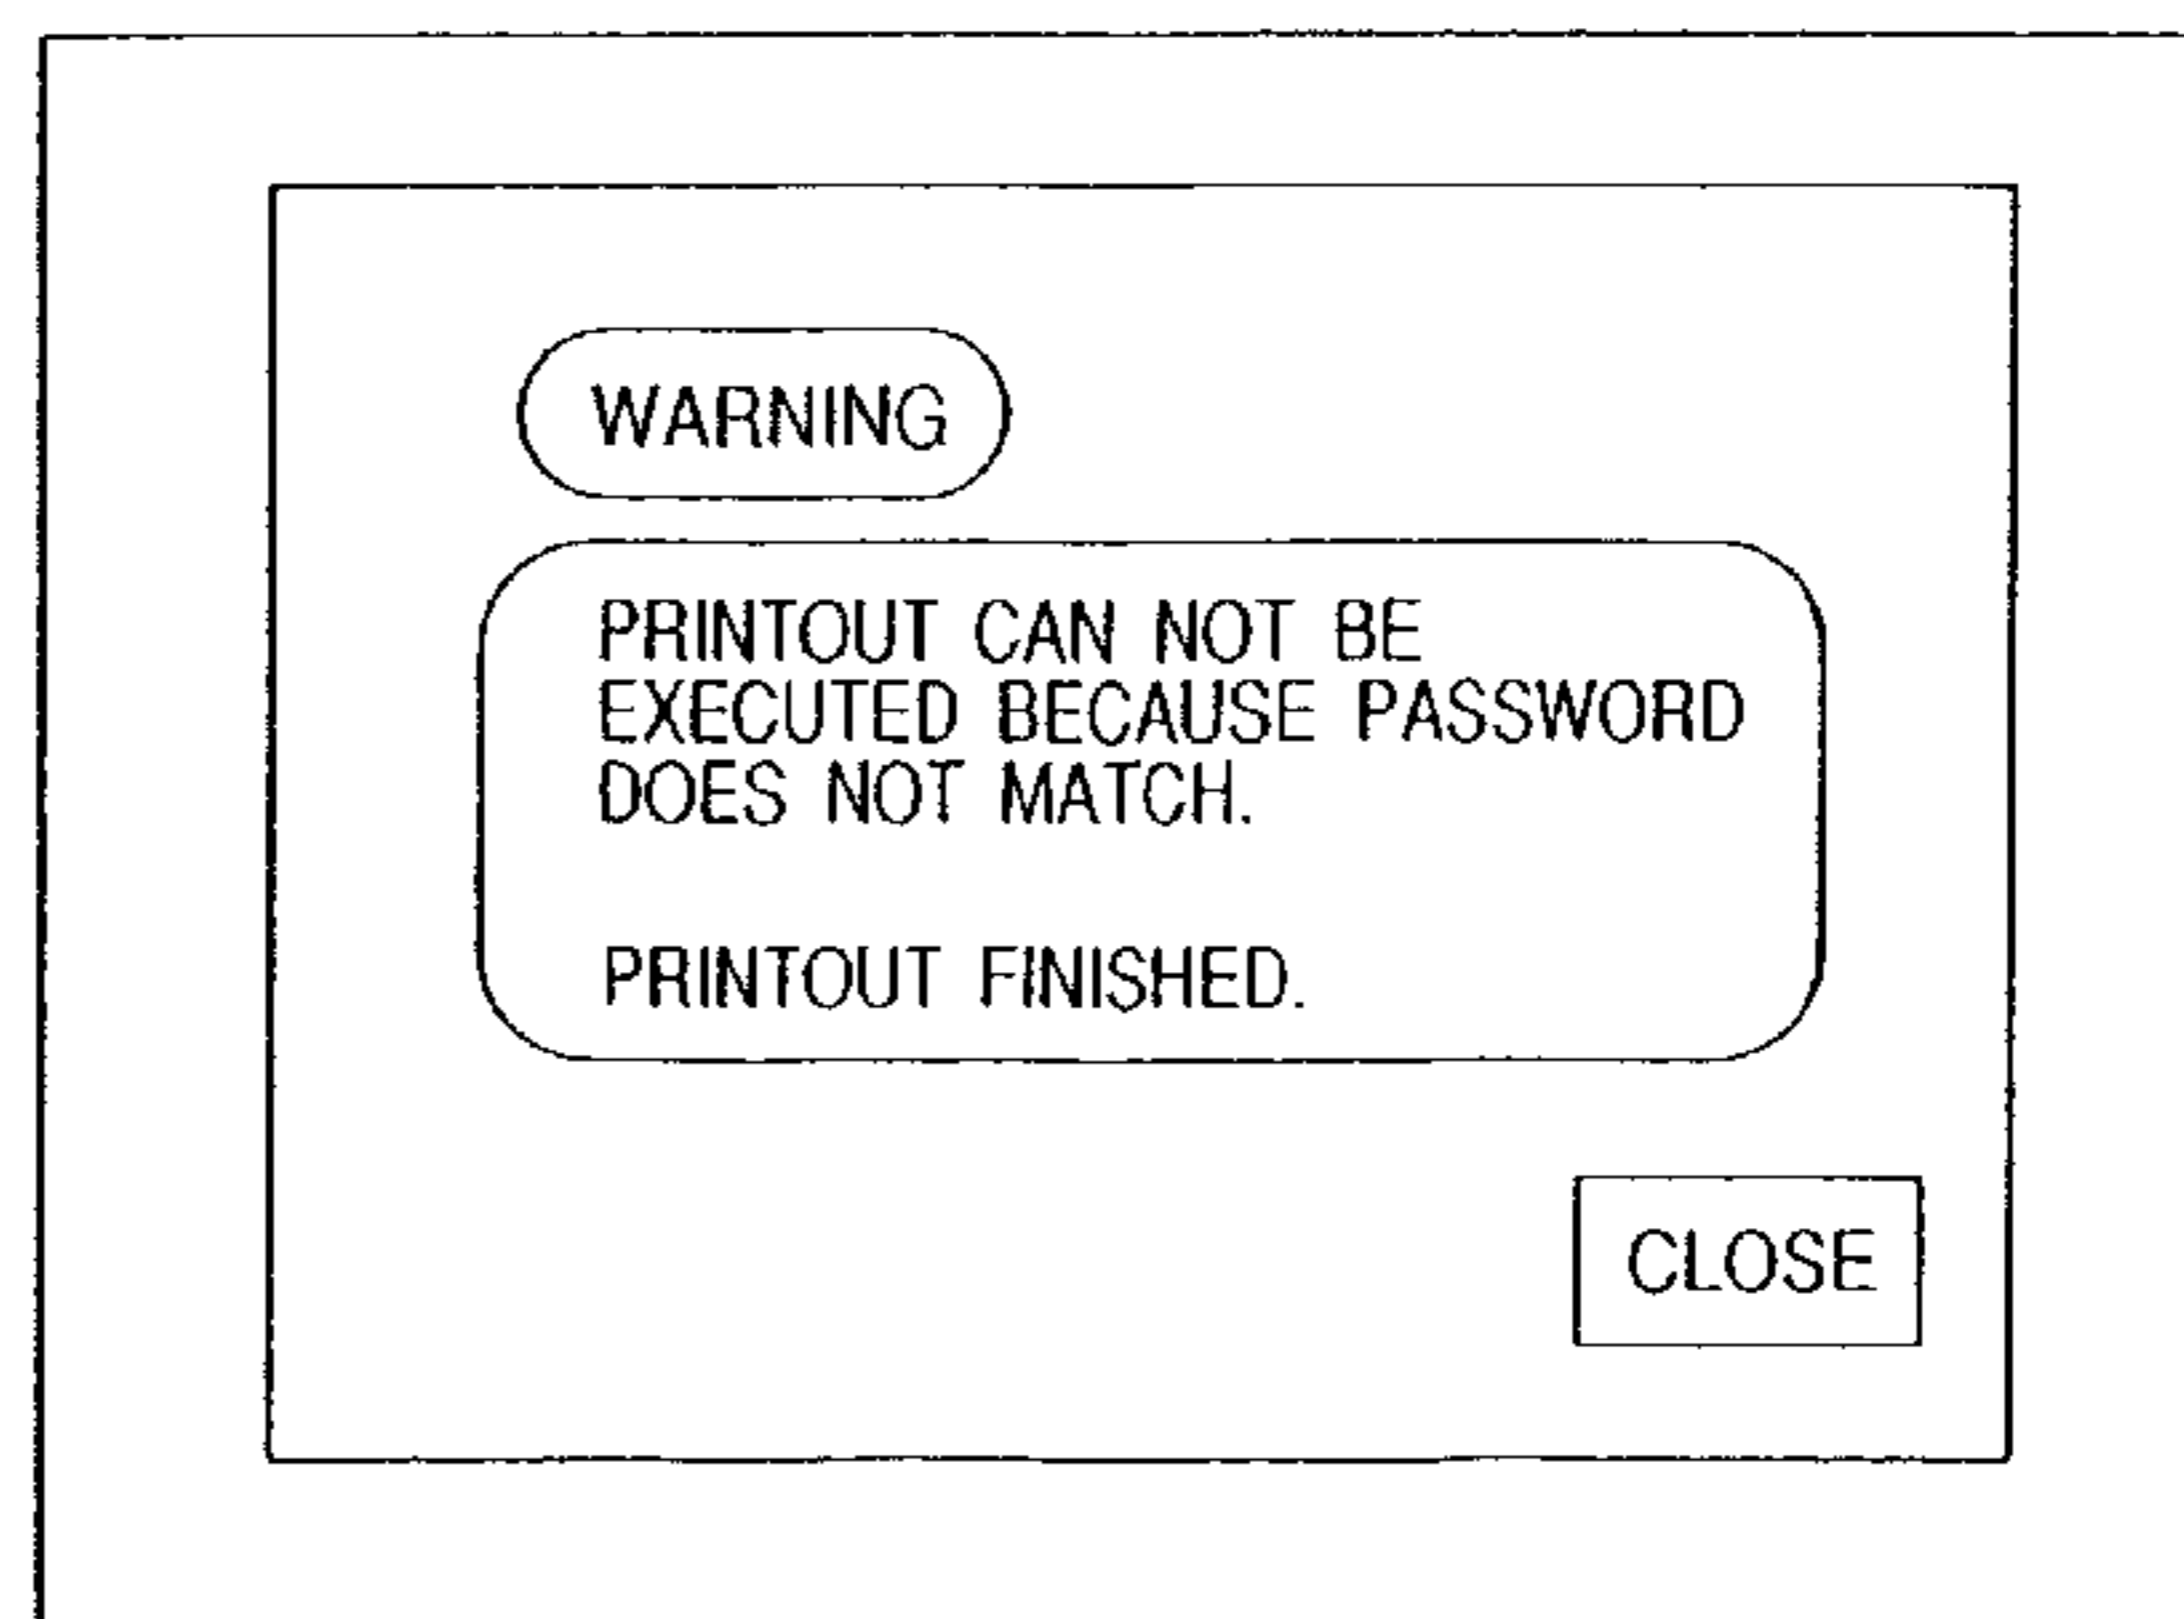 WARNING
PRINTOUT CAN NOT BE
EXECUTED BECAUSE PASSWORD
DOES NOT MATCH.
PRINTOUT FINISHED.
CLOSE